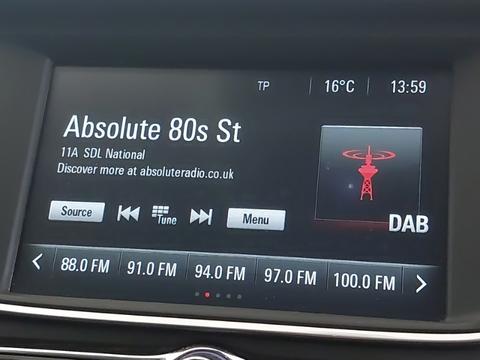 TP 16°C 13:59
Absolute 80s St
11A SDL National
Discover more at absoluteradio.co.uk
DAB
Source Tune Menu
88.0 FM 91.0 FM 94.0 FM 97.0 FM 100.0 FM